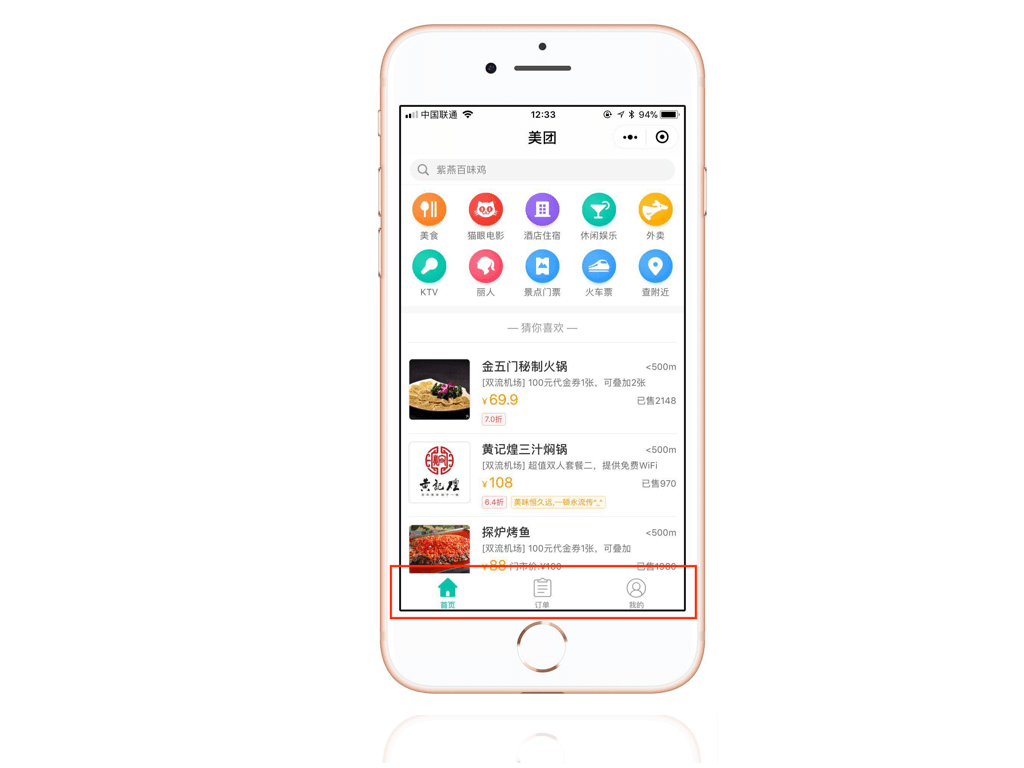 中国联通 12:33 94%
美团
紫燕百味鸡
美食 猫眼电影 酒店住宿 休闲娱乐 外卖
KTV 丽人 景点门票 火车票 查附近
— 猜你喜欢 —
金五门秘制火锅 <500m
[双流机场] 100元代金券1张，可叠加2张
¥69.9 已售2148
7.0折
黄记煌三汁焖锅 <500m
[双流机场] 超值双人套餐二，提供免费WiFi
¥108 已售970
黄记煌
6.4折 美味恒久远,一顿永流传^_^
探炉烤鱼 <500m
[双流机场] 100元代金券1张，可叠加
¥88 门市价:¥100
首页 订单 我的